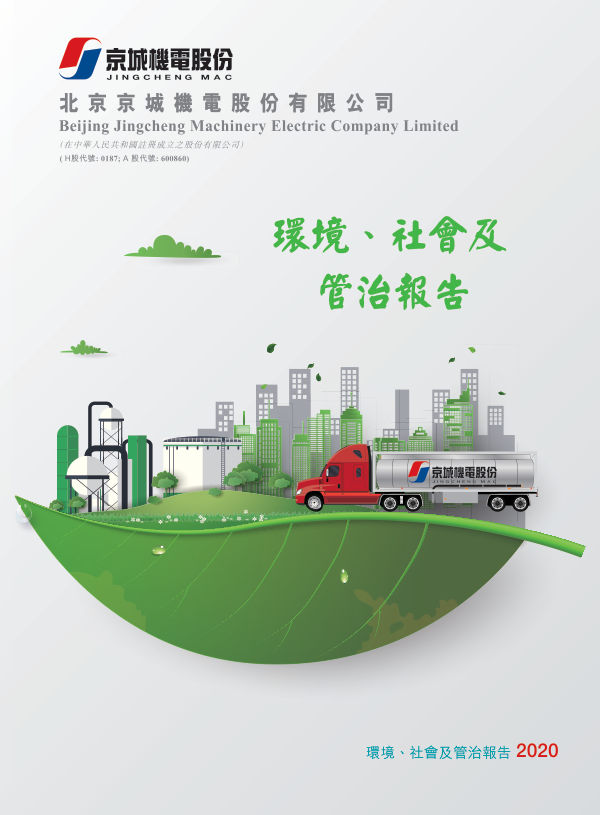 京城機電股份
JINGCHENG MAC
北京京城機電股份有限公司
Beijing Jingcheng Machinery Electric Company Limited
(在中華人民共和國註冊成立之股份有限公司)
( H股代號: 0187; A 股代號: 600860)
環境、社會及
管治報告
京城機電股份
JINGCHENG MAC
環境、社會及管治報告 2020